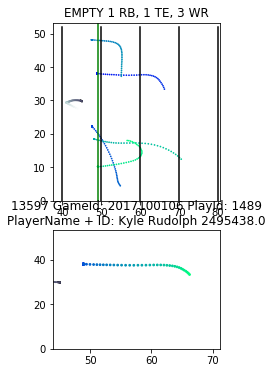 EMPTY 1 RB, 1 TE, 3 WR
50
40
30
20
10
0
40 50 60 70 80
13597 GameId: 2017100106 PlayId: 1489
PlayerName + ID: Kyle Rudolph 2495438.0
40
20
0
50 60 70